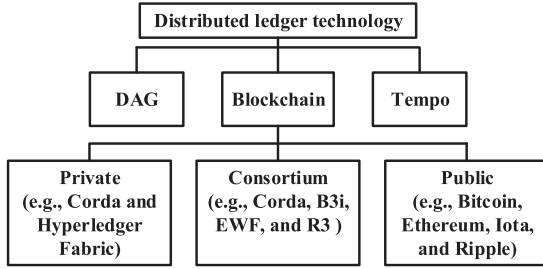 Distributed ledger technology
DAG
Blockchain
Tempo
Private
(e.g., Corda and
Hyperledger
Fabric)
Consortium
(e.g., Corda, B3i,
EWF, and R3 )
Public
(e.g., Bitcoin,
Ethereum, Iota,
and Ripple)